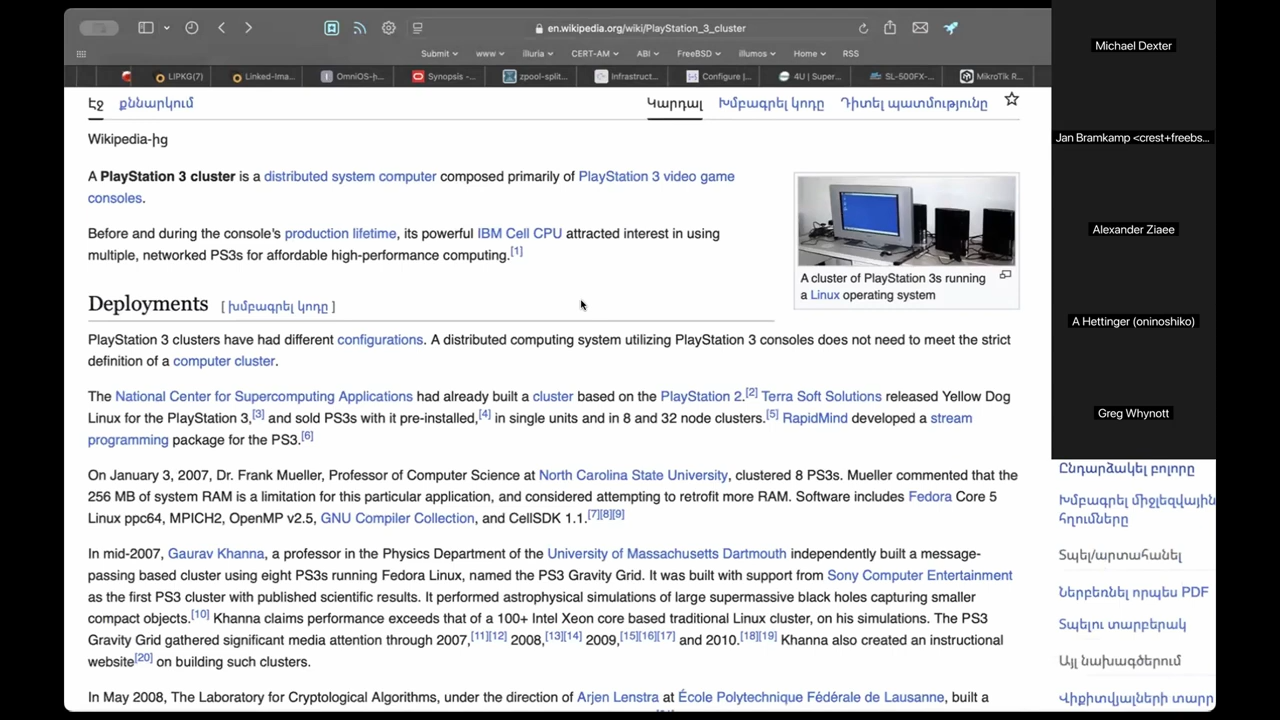 en.wikipedia.org/wiki/PlayStation_3_cluster
Submit www illuria CERT-AM ABI FreeBSD illumos Home RSS
LIPKG(7) Linked-Ima... OmniOS-ի... Synopsis -... zpool-split... Infrastruct... Configure |... 4U | Super... SL-500FX-... MikroTik R...
Էջ քննարկում Կարդալ Խմբագրել կոդը Դիտել պատմությունը
Wikipedia-ից
A PlayStation 3 cluster is a distributed system computer composed primarily of PlayStation 3 video game
consoles.
Before and during the console's production lifetime, its powerful IBM Cell CPU attracted interest in using
multiple, networked PS3s for affordable high-performance computing.[1]
A cluster of PlayStation 3s running
a Linux operating system
Deployments [ խմբագրել կոդը ]
PlayStation 3 clusters have had different configurations. A distributed computing system utilizing PlayStation 3 consoles does not need to meet the strict
definition of a computer cluster.
The National Center for Supercomputing Applications had already built a cluster based on the PlayStation 2.[2] Terra Soft Solutions released Yellow Dog
Linux for the PlayStation 3,[3] and sold PS3s with it pre-installed,[4] in single units and in 8 and 32 node clusters.[5] RapidMind developed a stream
programming package for the PS3.[6]
On January 3, 2007, Dr. Frank Mueller, Professor of Computer Science at North Carolina State University, clustered 8 PS3s. Mueller commented that the
256 MB of system RAM is a limitation for this particular application, and considered attempting to retrofit more RAM. Software includes Fedora Core 5
Linux ppc64, MPICH2, OpenMP v2.5, GNU Compiler Collection, and CellSDK 1.1.[7][8][9]
In mid-2007, Gaurav Khanna, a professor in the Physics Department of the University of Massachusetts Dartmouth independently built a message-
passing based cluster using eight PS3s running Fedora Linux, named the PS3 Gravity Grid. It was built with support from Sony Computer Entertainment
as the first PS3 cluster with published scientific results. It performed astrophysical simulations of large supermassive black holes capturing smaller
compact objects.[10] Khanna claims performance exceeds that of a 100+ Intel Xeon core based traditional Linux cluster, on his simulations. The PS3
Gravity Grid gathered significant media attention through 2007,[11][12] 2008,[13][14] 2009,[15][16][17] and 2010.[18][19] Khanna also created an instructional
website[20] on building such clusters.
In May 2008, The Laboratory for Cryptological Algorithms, under the direction of Arjen Lenstra at École Polytechnique Fédérale de Lausanne, built a
Michael Dexter
Jan Bramkamp <crest+freebs...
Alexander Ziaee
A Hettinger (oninoshiko)
Greg Whynott
Ընդարձակել բոլորը
Խմբագրել միջլեզվային
հղումները
Տպել/արտահանել
Ներբեռնել որպես PDF
Տպելու տարբերակ
Այլ նախագծերում
Վիքիտվյալների տարր